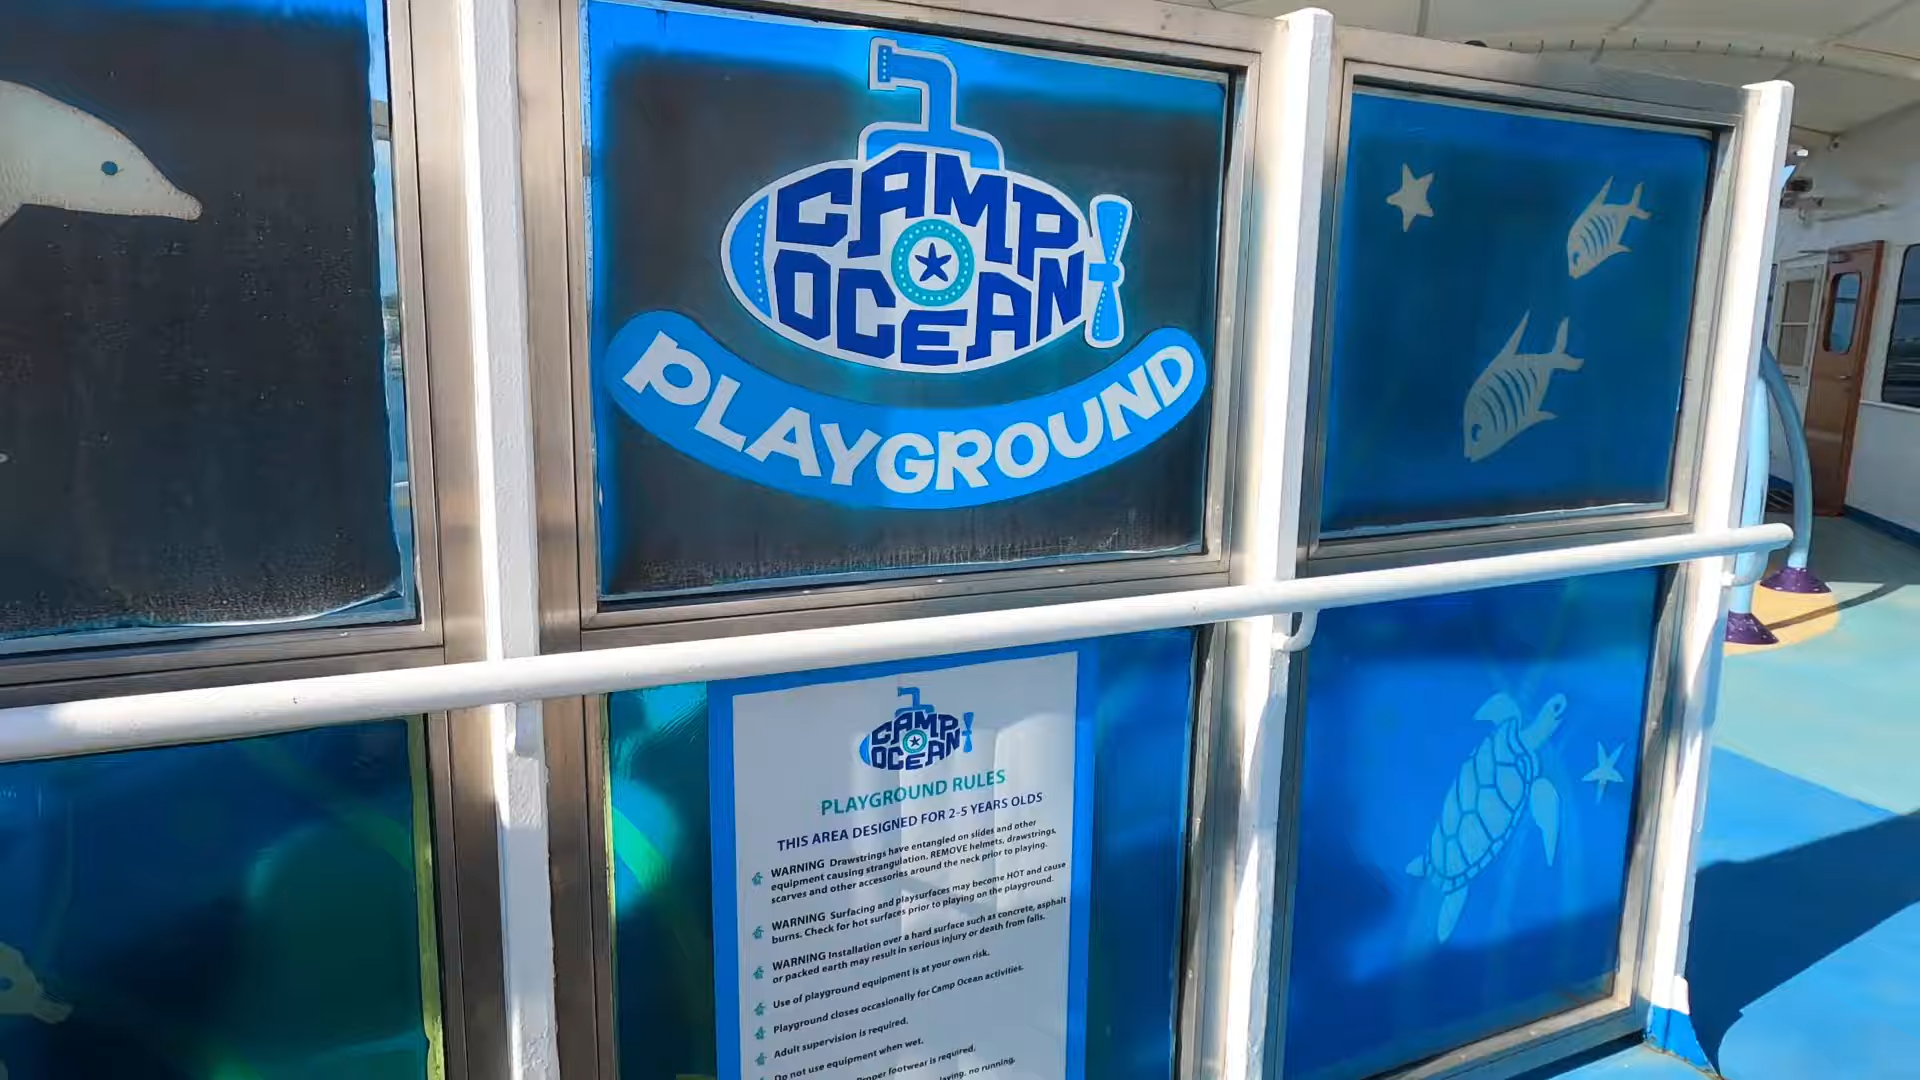 CAMP
OCEAN
PLAYGROUND
CAMP
OCEAN
PLAYGROUND RULES
THIS AREA DESIGNED FOR 2-5 YEARS OLDS
WARNING Drawstrings have entangled on slides and other
equipment causing strangulation. REMOVE helmets, drawstrings,
scarves and other accessories around the neck prior to playing.
WARNING Surfacing and playsurfaces may become HOT and cause
burns. Check for hot surfaces prior to playing on the playground.
WARNING Installation over a hard surface such as concrete, asphalt
or packed earth may result in serious injury or death from falls.
Use of playground equipment is at your own risk.
Playground closes occasionally for Camp Ocean activities.
Adult supervision is required.
Do not use equipment when wet.
footwear is required.
no running,